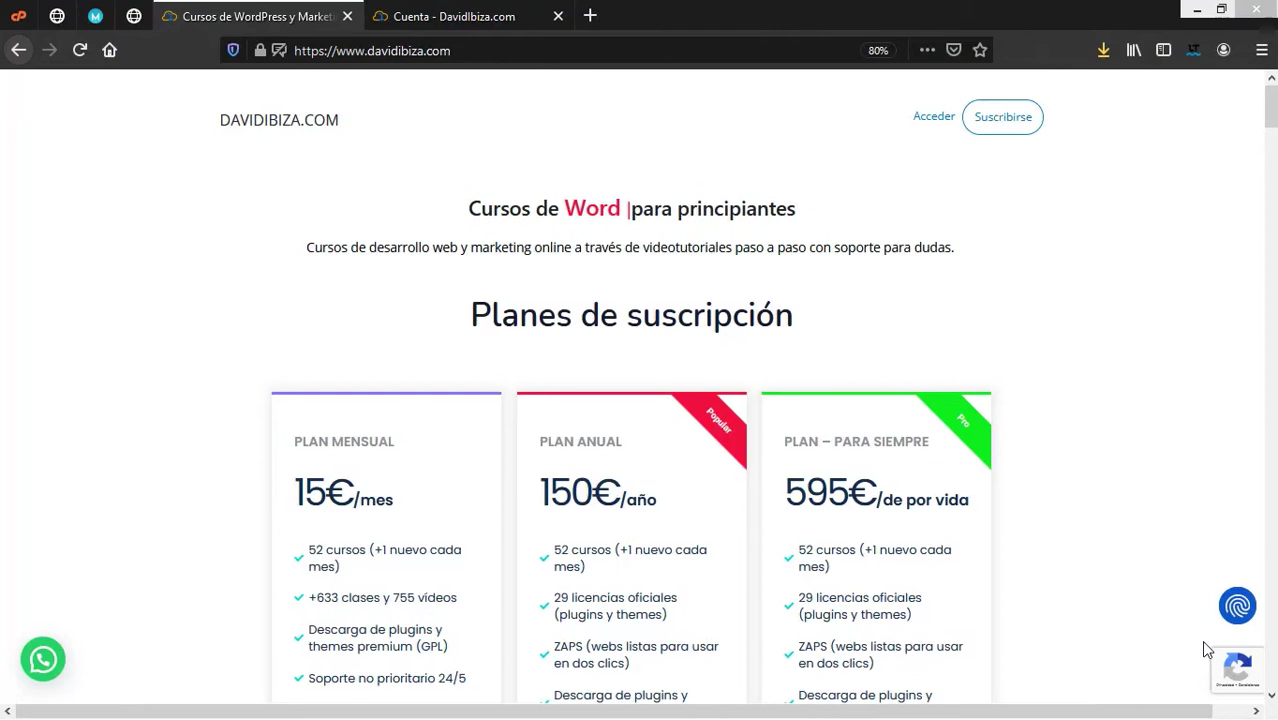 Cursos de WordPress y Market
Cuenta - DavidIbiza.com
https://www.davidibiza.com
80%
DAVIDIBIZA.COM
Acceder
Suscribirse
Cursos de Word |para principiantes
Cursos de desarrollo web y marketing online a través de videotutoriales paso a paso con soporte para dudas.
Planes de suscripción
Popular
Pro
PLAN MENSUAL
15€/mes
52 cursos (+1 nuevo cada
mes)
+633 clases y 755 vídeos
Descarga de plugins y
themes premium (GPL)
Soporte no prioritario 24/5
PLAN ANUAL
150€/año
52 cursos (+1 nuevo cada
mes)
29 licencias oficiales
(plugins y themes)
ZAPS (webs listas para usar
en dos clics)
Descarga de plugins y
PLAN – PARA SIEMPRE
595€/de por vida
52 cursos (+1 nuevo cada
mes)
29 licencias oficiales
(plugins y themes)
ZAPS (webs listas para usar
en dos clics)
Descarga de plugins y